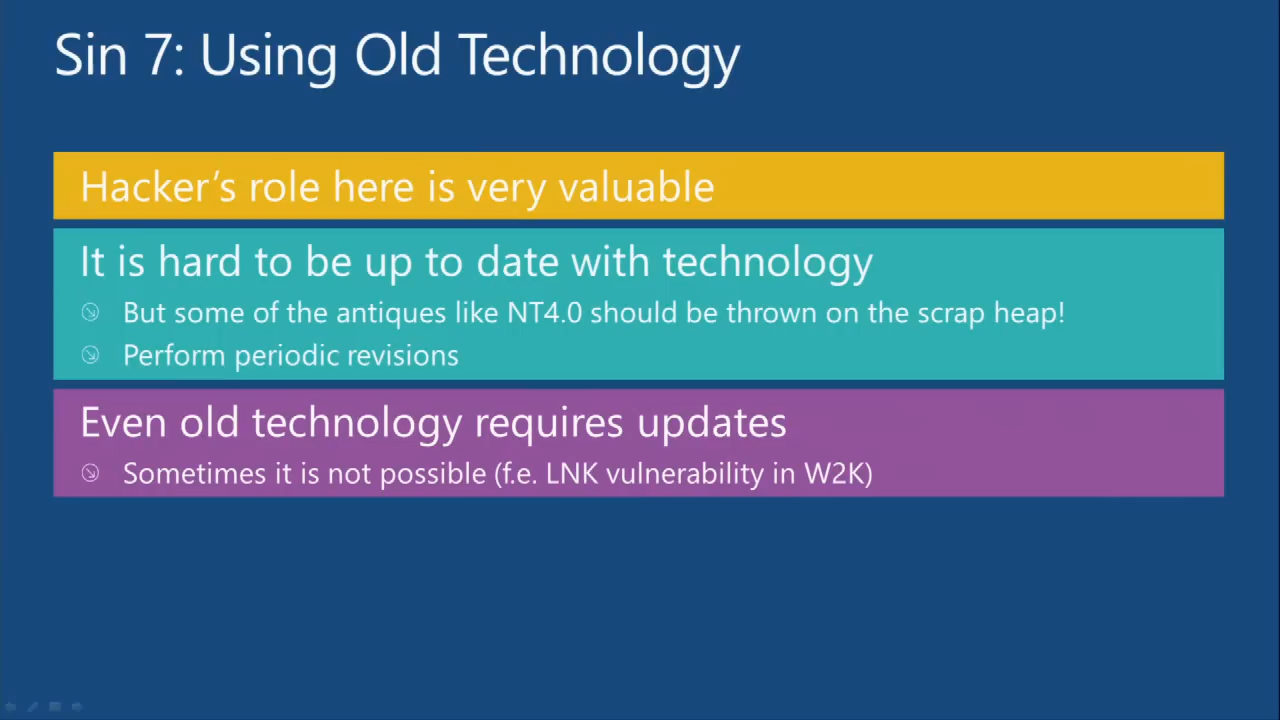 Sin 7: Using Old Technology
Hacker’s role here is very valuable
It is hard to be up to date with technology
But some of the antiques like NT4.0 should be thrown on the scrap heap!
Perform periodic revisions
Even old technology requires updates
Sometimes it is not possible (f.e. LNK vulnerability in W2K)